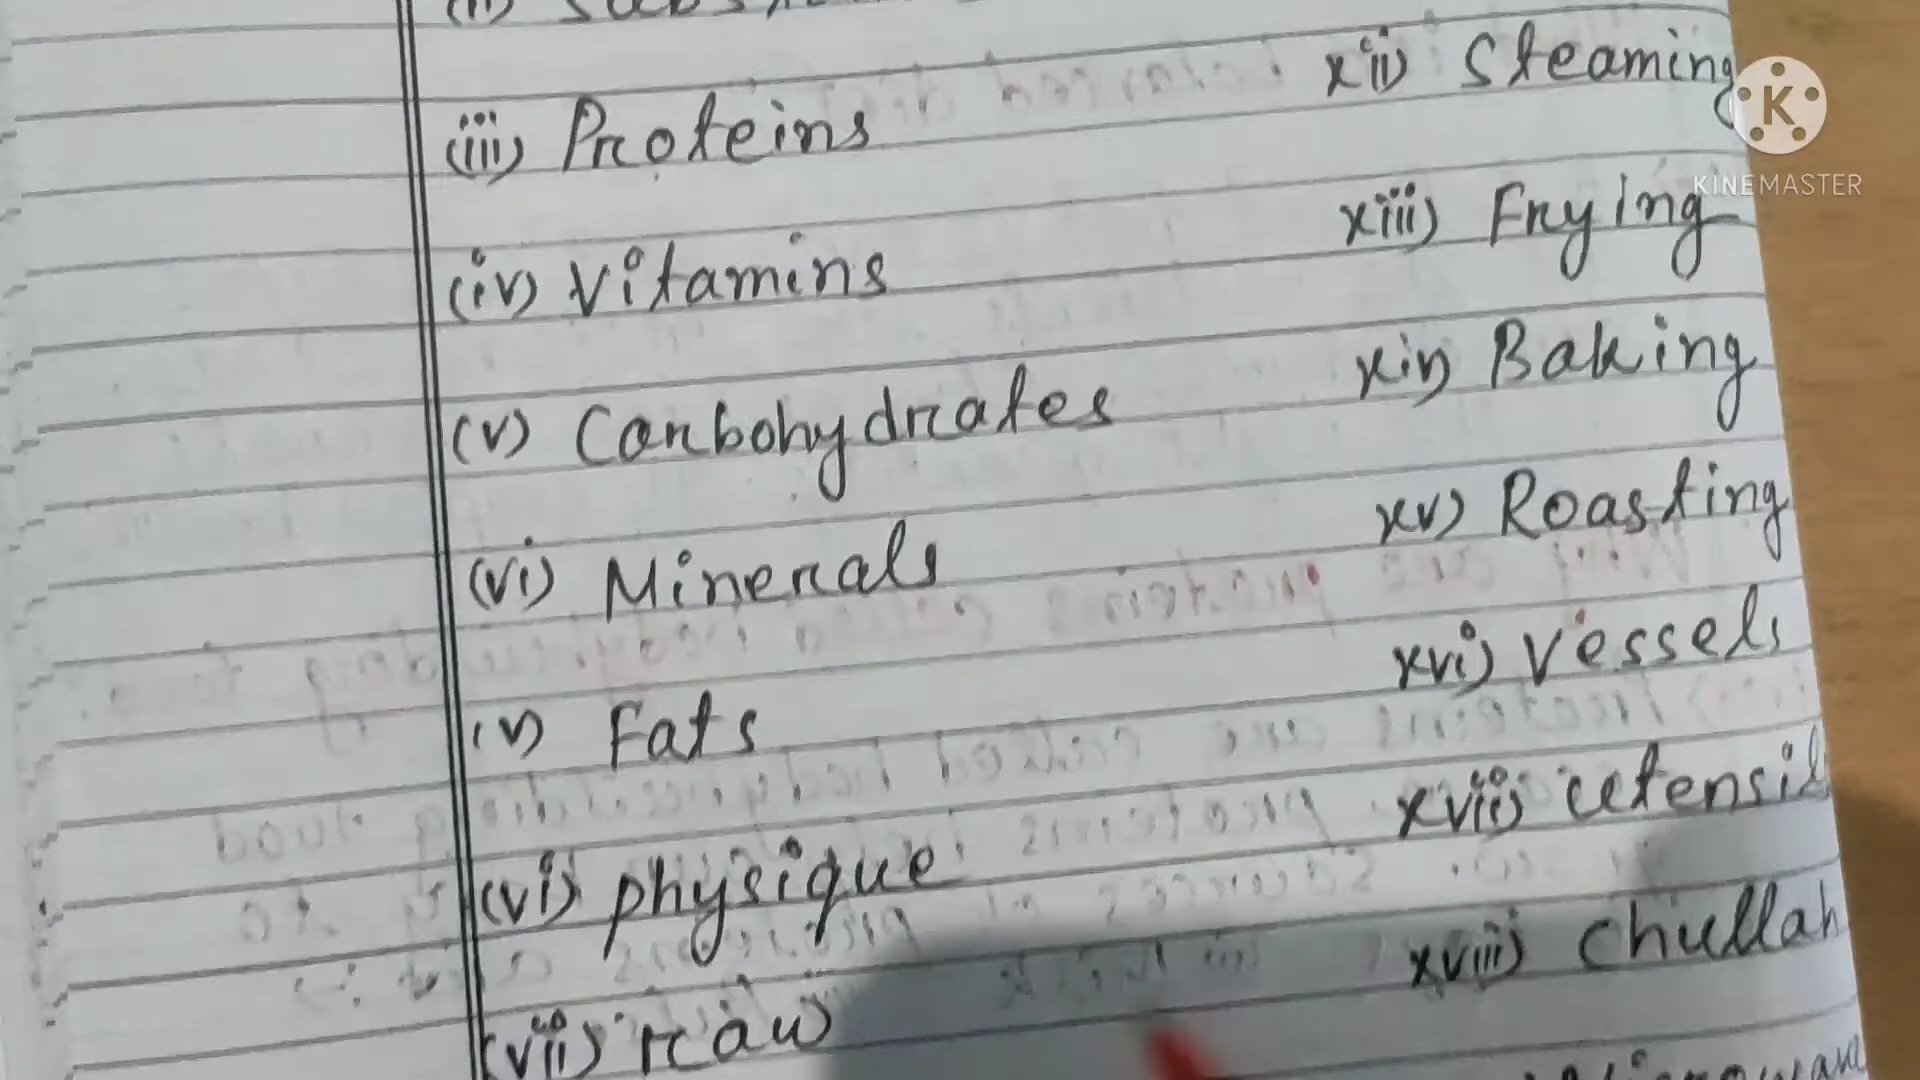 (iii) Proteins
(iv) Vitamins
(v) Carbohydrates
(vi) Minerals
(v) Fats
(vi) physique
(vii) raw
xii) Steaming
xiii) Frying
xiv) Baking
xv) Roasting
xvi) Vessels
xvii) utensil
xviii) chullah
K
KINEMASTER